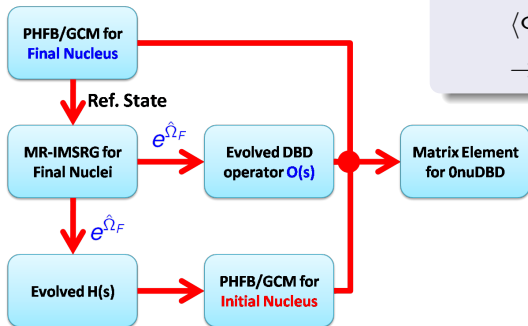 PHFB/GCM for
Final Nucleus
Ref. State
MR-IMSRG for
Final Nuclei
e^Ω̂_F
Evolved DBD
operator O(s)
Matrix Element
for 0nuDBD
e^Ω̂_F
Evolved H(s)
PHFB/GCM for
Initial Nucleus